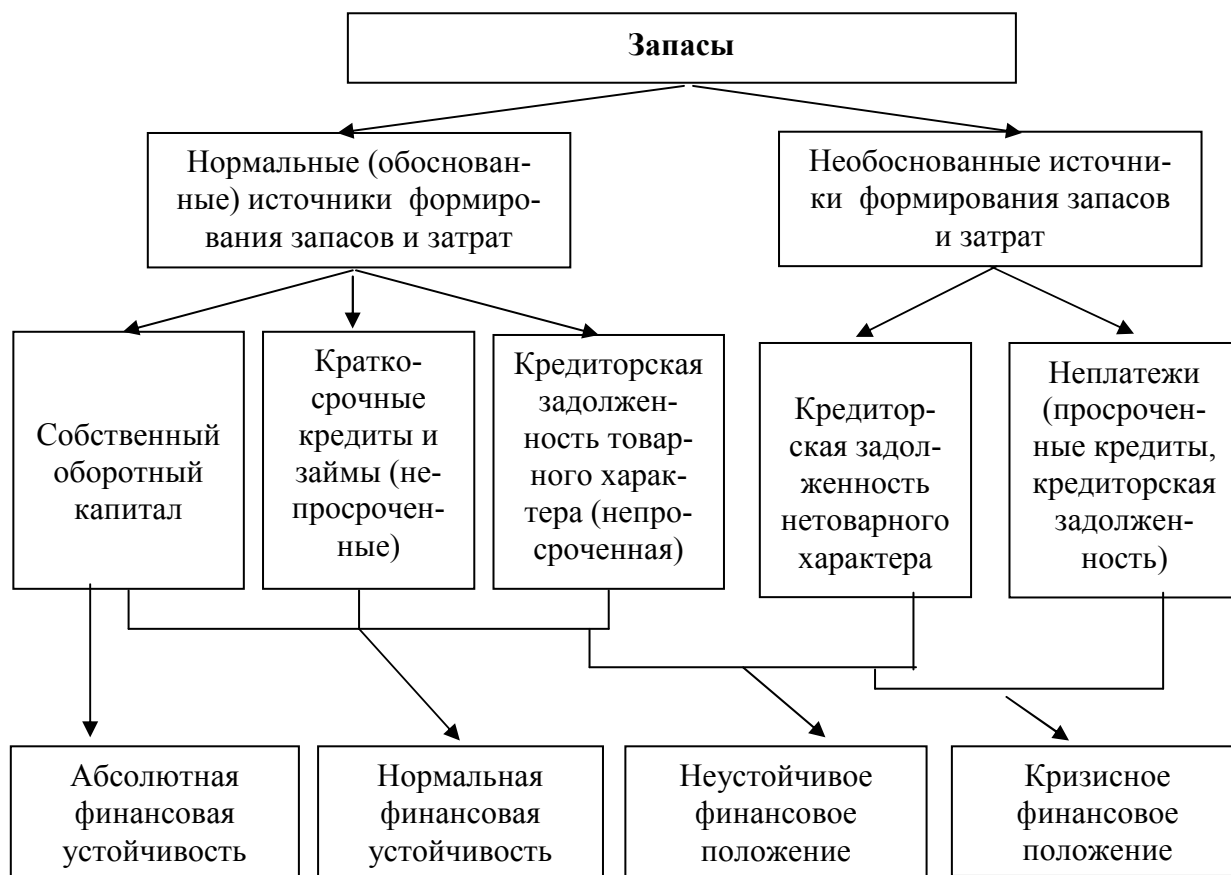 Запасы
Нормальные (обоснован-
ные) источники формиро-
вания запасов и затрат
Необоснованные источни-
ки формирования запасов
и затрат
Собственный
оборотный
капитал
Кратко-
срочные
кредиты и
займы (не-
просрочен-
ные)
Кредиторская
задолжен-
ность товар-
ного харак-
тера (непро-
сроченная)
Кредитор-
ская задол-
женность
нетоварного
характера
Неплатежи
(просрочен-
ные кредиты,
кредиторская
задолжен-
ность)
Абсолютная
финансовая
устойчивость
Нормальная
финансовая
устойчивость
Неустойчивое
финансовое
положение
Кризисное
финансовое
положение